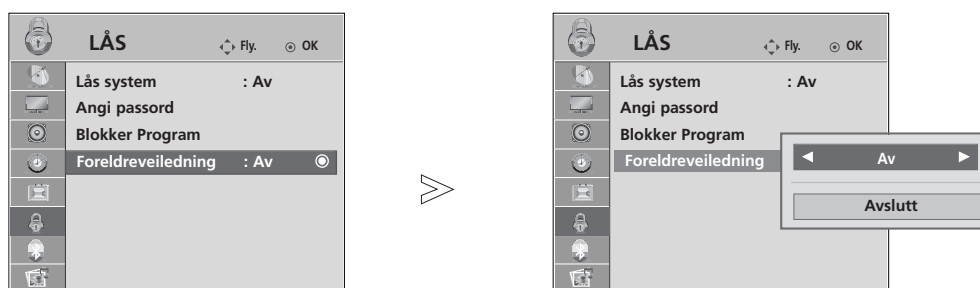 LÅS Fly. OK
Lås system : Av
Angi passord
Blokker Program
Foreldreveiledning : Av
LÅS Fly. OK
Lås system : Av
Angi passord
Blokker Program
Foreldreveiledning
Av
Avslutt